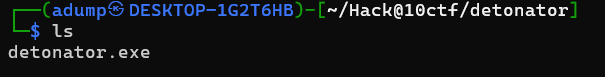 ┌──(adump㉿DESKTOP-1G2T6HB)-[~/Hack@10ctf/detonator]
└─$ ls
detonator.exe